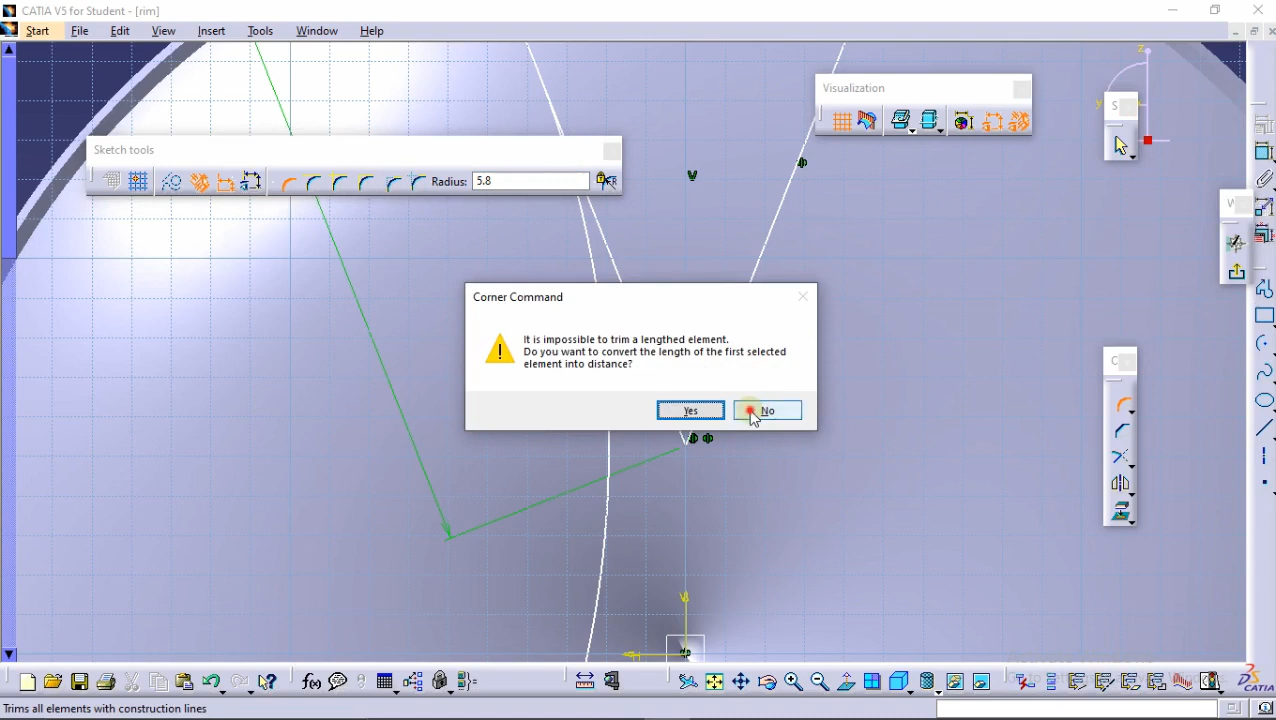 CATIA V5 for Student - [rim]
Start File Edit View Insert Tools Window Help
Visualization
S
Sketch tools
Radius: 5.8
Corner Command
It is impossible to trim a lengthed element.
Do you want to convert the length of the first selected
element into distance?
Yes No
C
V
H
z
y
f(x)
CATIA
Trims all elements with construction lines